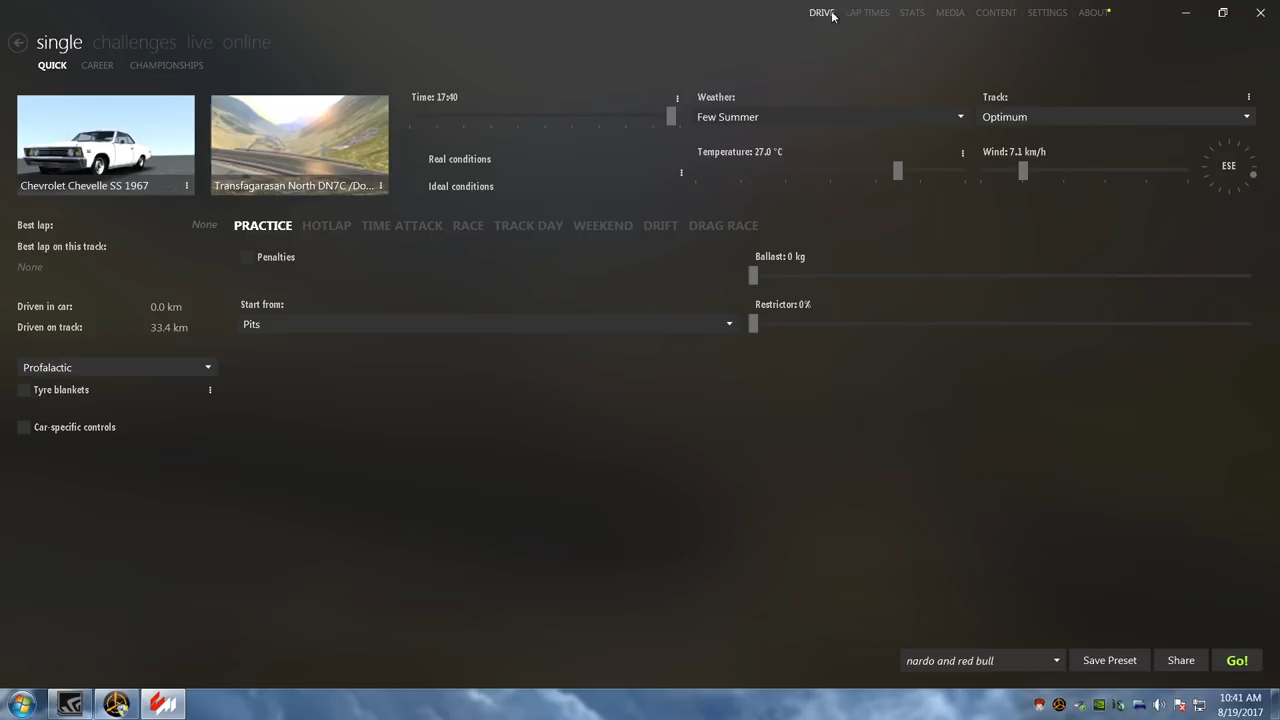 DRIVE LAP TIMES STATS MEDIA CONTENT SETTINGS ABOUT
single challenges live online
QUICK CAREER CHAMPIONSHIPS
Time: 17:40
Weather:
Track:
Few Summer
Optimum
Real conditions
Temperature: 27.0 °C
Wind: 7.1 km/h
ESE
Ideal conditions
Chevrolet Chevelle SS 1967
Transfagarasan North DN7C /Do...
Best lap: None
PRACTICE HOTLAP TIME ATTACK RACE TRACK DAY WEEKEND DRIFT DRAG RACE
Best lap on this track:
None
Penalties
Ballast: 0 kg
Driven in car: 0.0 km
Start from:
Restrictor: 0%
Driven on track: 33.4 km
Pits
Profalactic
Tyre blankets
Car-specific controls
nardo and red bull
Save Preset
Share
Go!
10:41 AM
8/19/2017